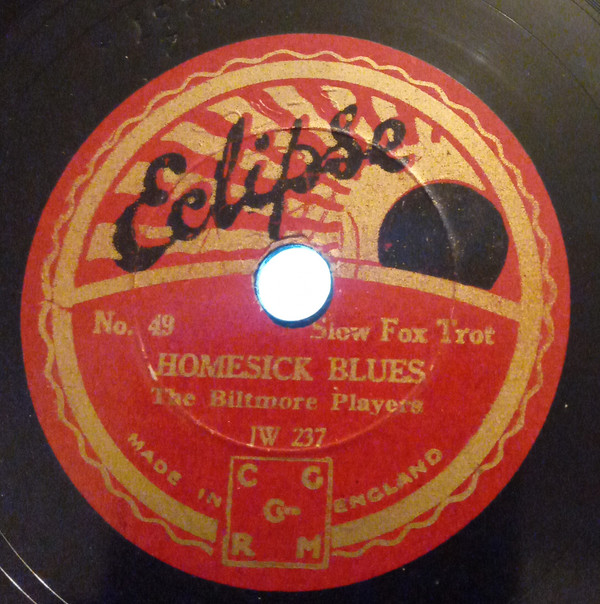 Eclipse
No. 49 Slow Fox Trot
HOMESICK BLUES
The Biltmore Players
JW 237
MADE IN ENGLAND
C G
R M